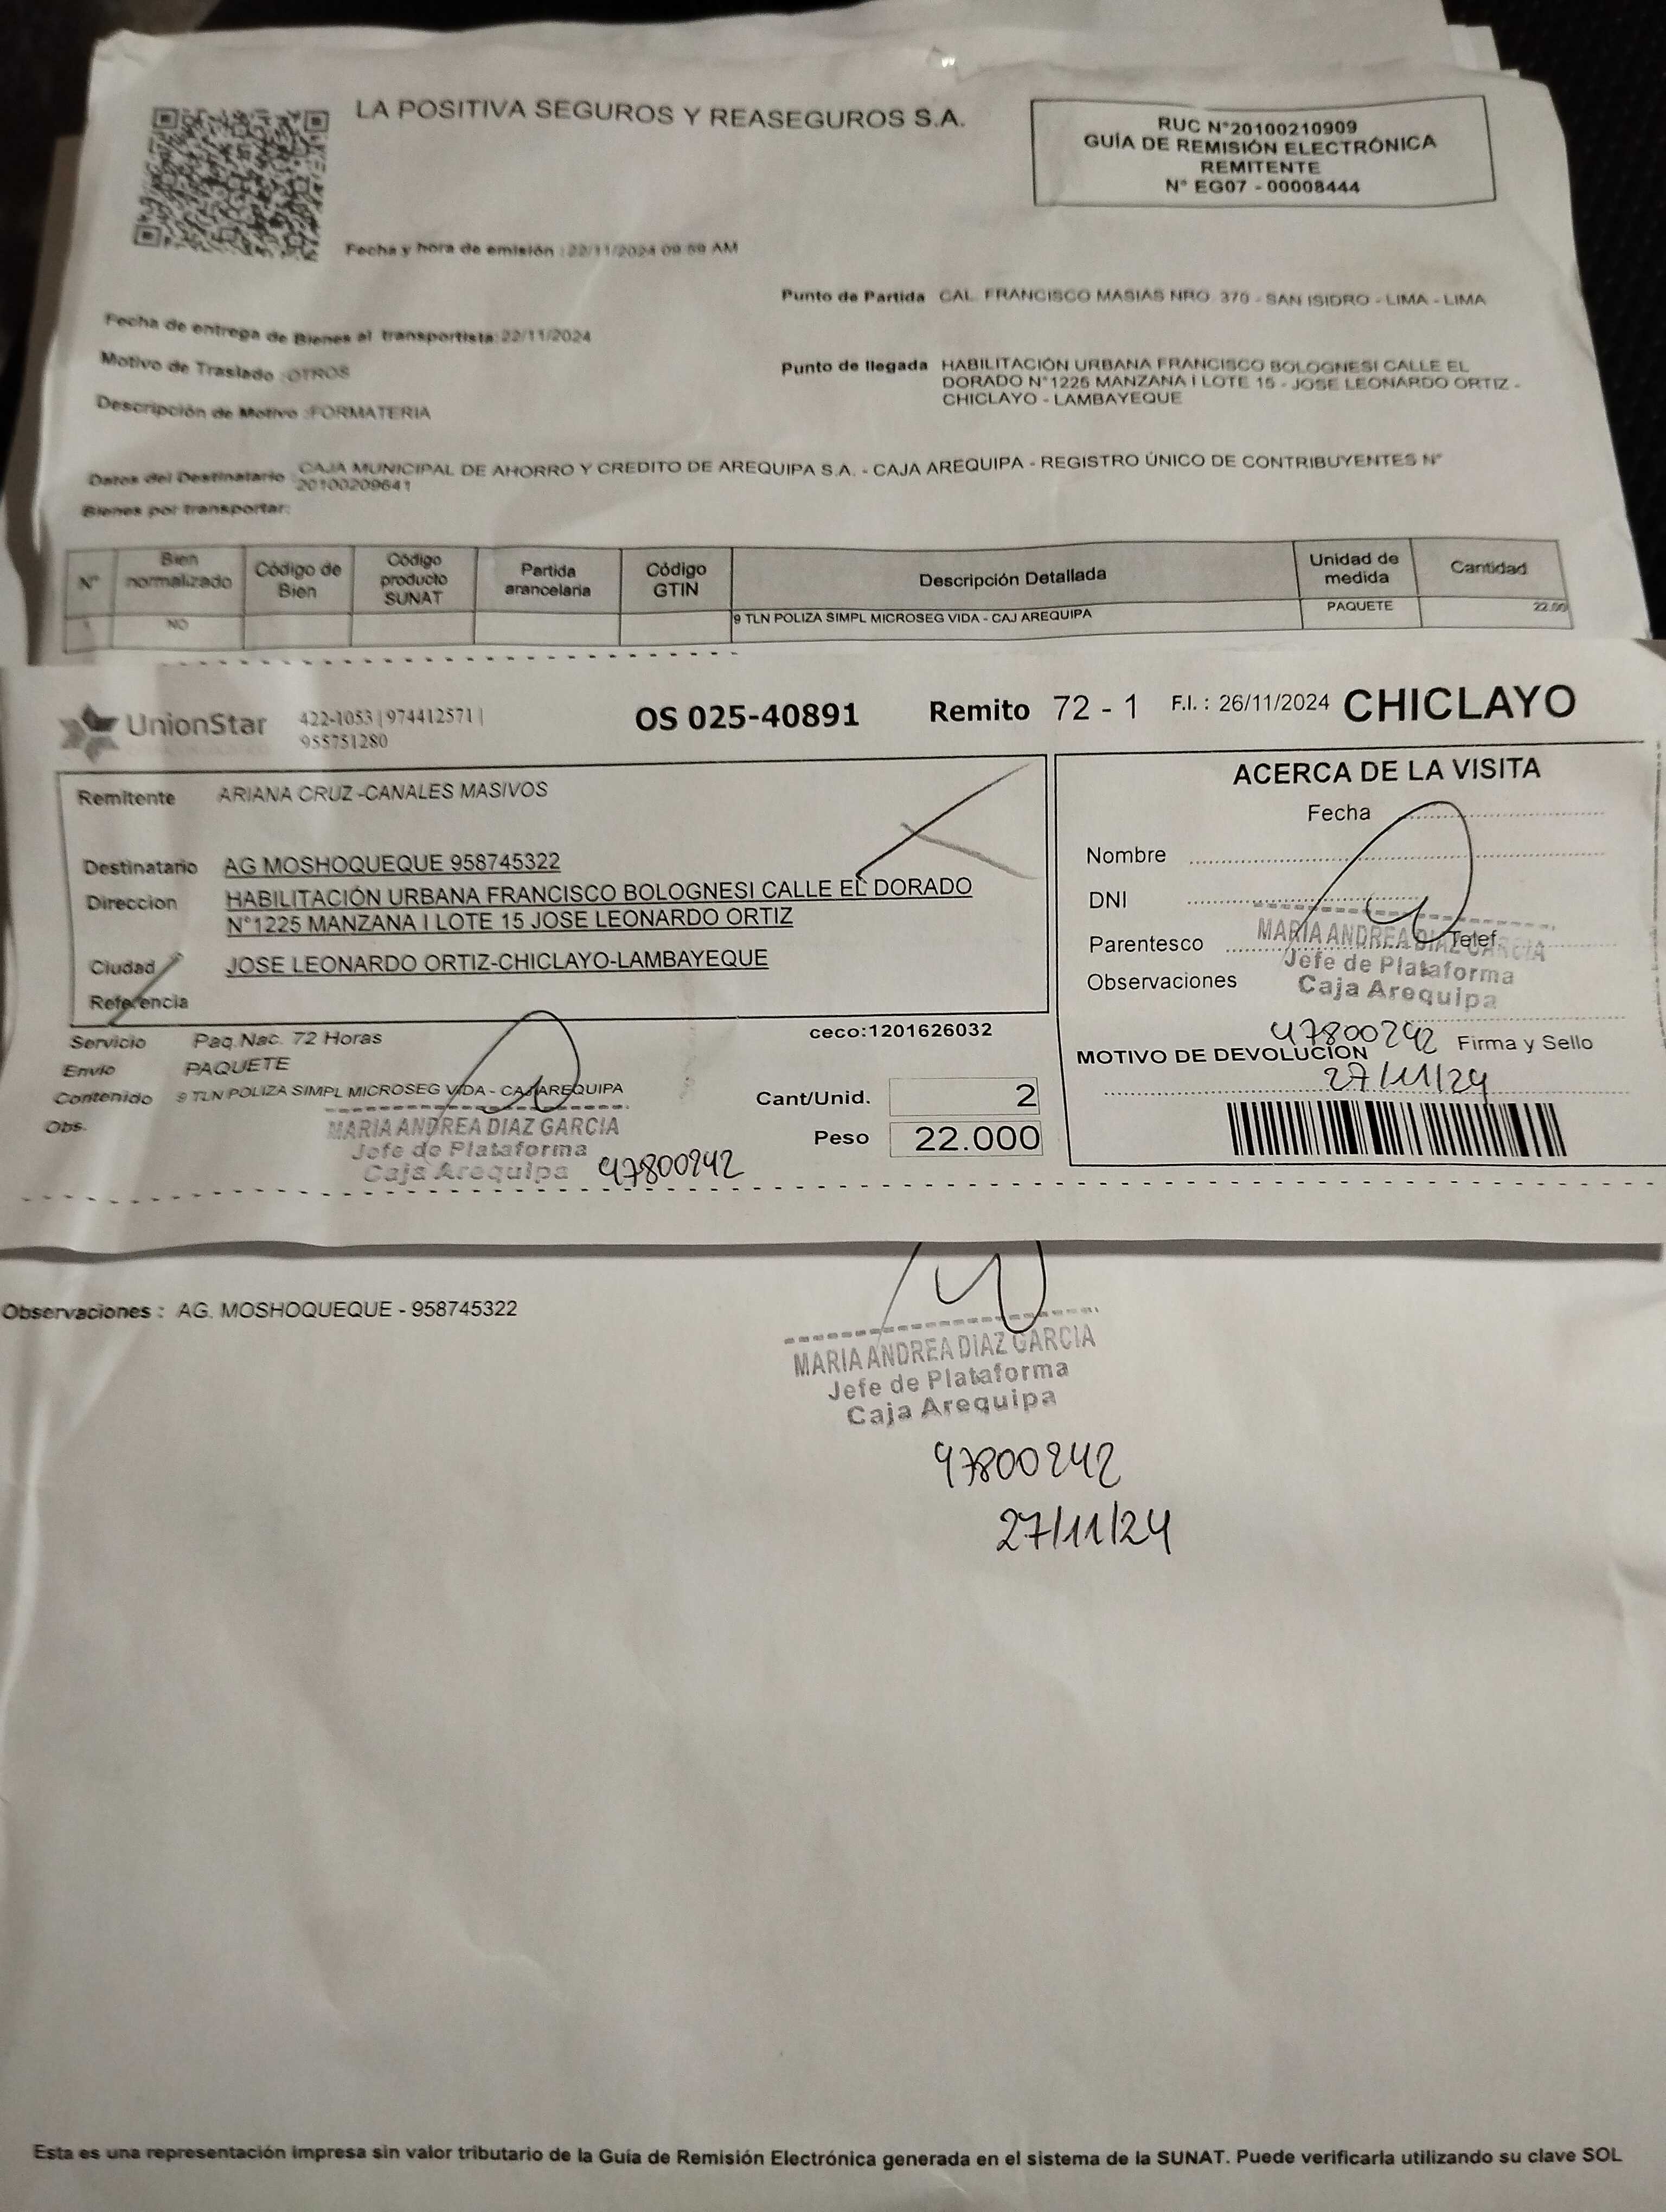 LA POSITIVA SEGUROS Y REASEGUROS S.A.
RUC N°20100210909
GUÍA DE REMISIÓN ELECTRÓNICA
REMITENTE
N° EG07 - 00008444
Fecha y hora de emisión :22/11/2024 09:59 AM
Punto de Partida CAL. FRANCISCO MASIAS NRO. 370 - SAN ISIDRO - LIMA - LIMA
Fecha de entrega de Bienes al transportista:22/11/2024
Motivo de Traslado :OTROS
Punto de llegada HABILITACIÓN URBANA FRANCISCO BOLOGNESI CALLE EL
DORADO N°1225 MANZANA I LOTE 15 - JOSE LEONARDO ORTIZ -
CHICLAYO - LAMBAYEQUE
Descripción de Motivo :FORMATERIA
Datos del Destinatario CAJA MUNICIPAL DE AHORRO Y CREDITO DE AREQUIPA S.A. - CAJA AREQUIPA - REGISTRO ÚNICO DE CONTRIBUYENTES N°
20100209641
Bienes por transportar:
N° Bien normalizado Código de Bien Código producto SUNAT Partida arancelaria Código GTIN Descripción Detallada Unidad de medida Cantidad
1 NO 9 TLN POLIZA SIMPL MICROSEG VIDA - CAJ AREQUIPA PAQUETE 22.00
UnionStar 422-1053 | 974412571 |
955751280
OS 025-40891 Remito 72 - 1 F.I. : 26/11/2024 CHICLAYO
Remitente ARIANA CRUZ -CANALES MASIVOS
Destinatario AG MOSHOQUEQUE 958745322
Direccion HABILITACIÓN URBANA FRANCISCO BOLOGNESI CALLE EL DORADO
N°1225 MANZANA I LOTE 15 JOSE LEONARDO ORTIZ
Ciudad JOSE LEONARDO ORTIZ-CHICLAYO-LAMBAYEQUE
Referencia
Servicio Paq.Nac. 72 Horas
ceco:1201626032
Envio PAQUETE
Contenido 9 TLN POLIZA SIMPL MICROSEG VIDA - CAJ AREQUIPA
Obs.
Cant/Unid. 2
Peso 22.000
MARIA ANDREA DIAZ GARCIA
Jefe de Plataforma
Caja Arequipa
47800242
ACERCA DE LA VISITA
Fecha
Nombre
DNI
Parentesco Telef.
Observaciones
MARIA ANDREA DIAZ GARCIA
Jefe de Plataforma
Caja Arequipa
47800242
Firma y Sello
MOTIVO DE DEVOLUCION
27/11/24
Observaciones : AG. MOSHOQUEQUE - 958745322
MARIA ANDREA DIAZ GARCIA
Jefe de Plataforma
Caja Arequipa
47800242
27/11/24
Esta es una representación impresa sin valor tributario de la Guía de Remisión Electrónica generada en el sistema de la SUNAT. Puede verificarla utilizando su clave SOL